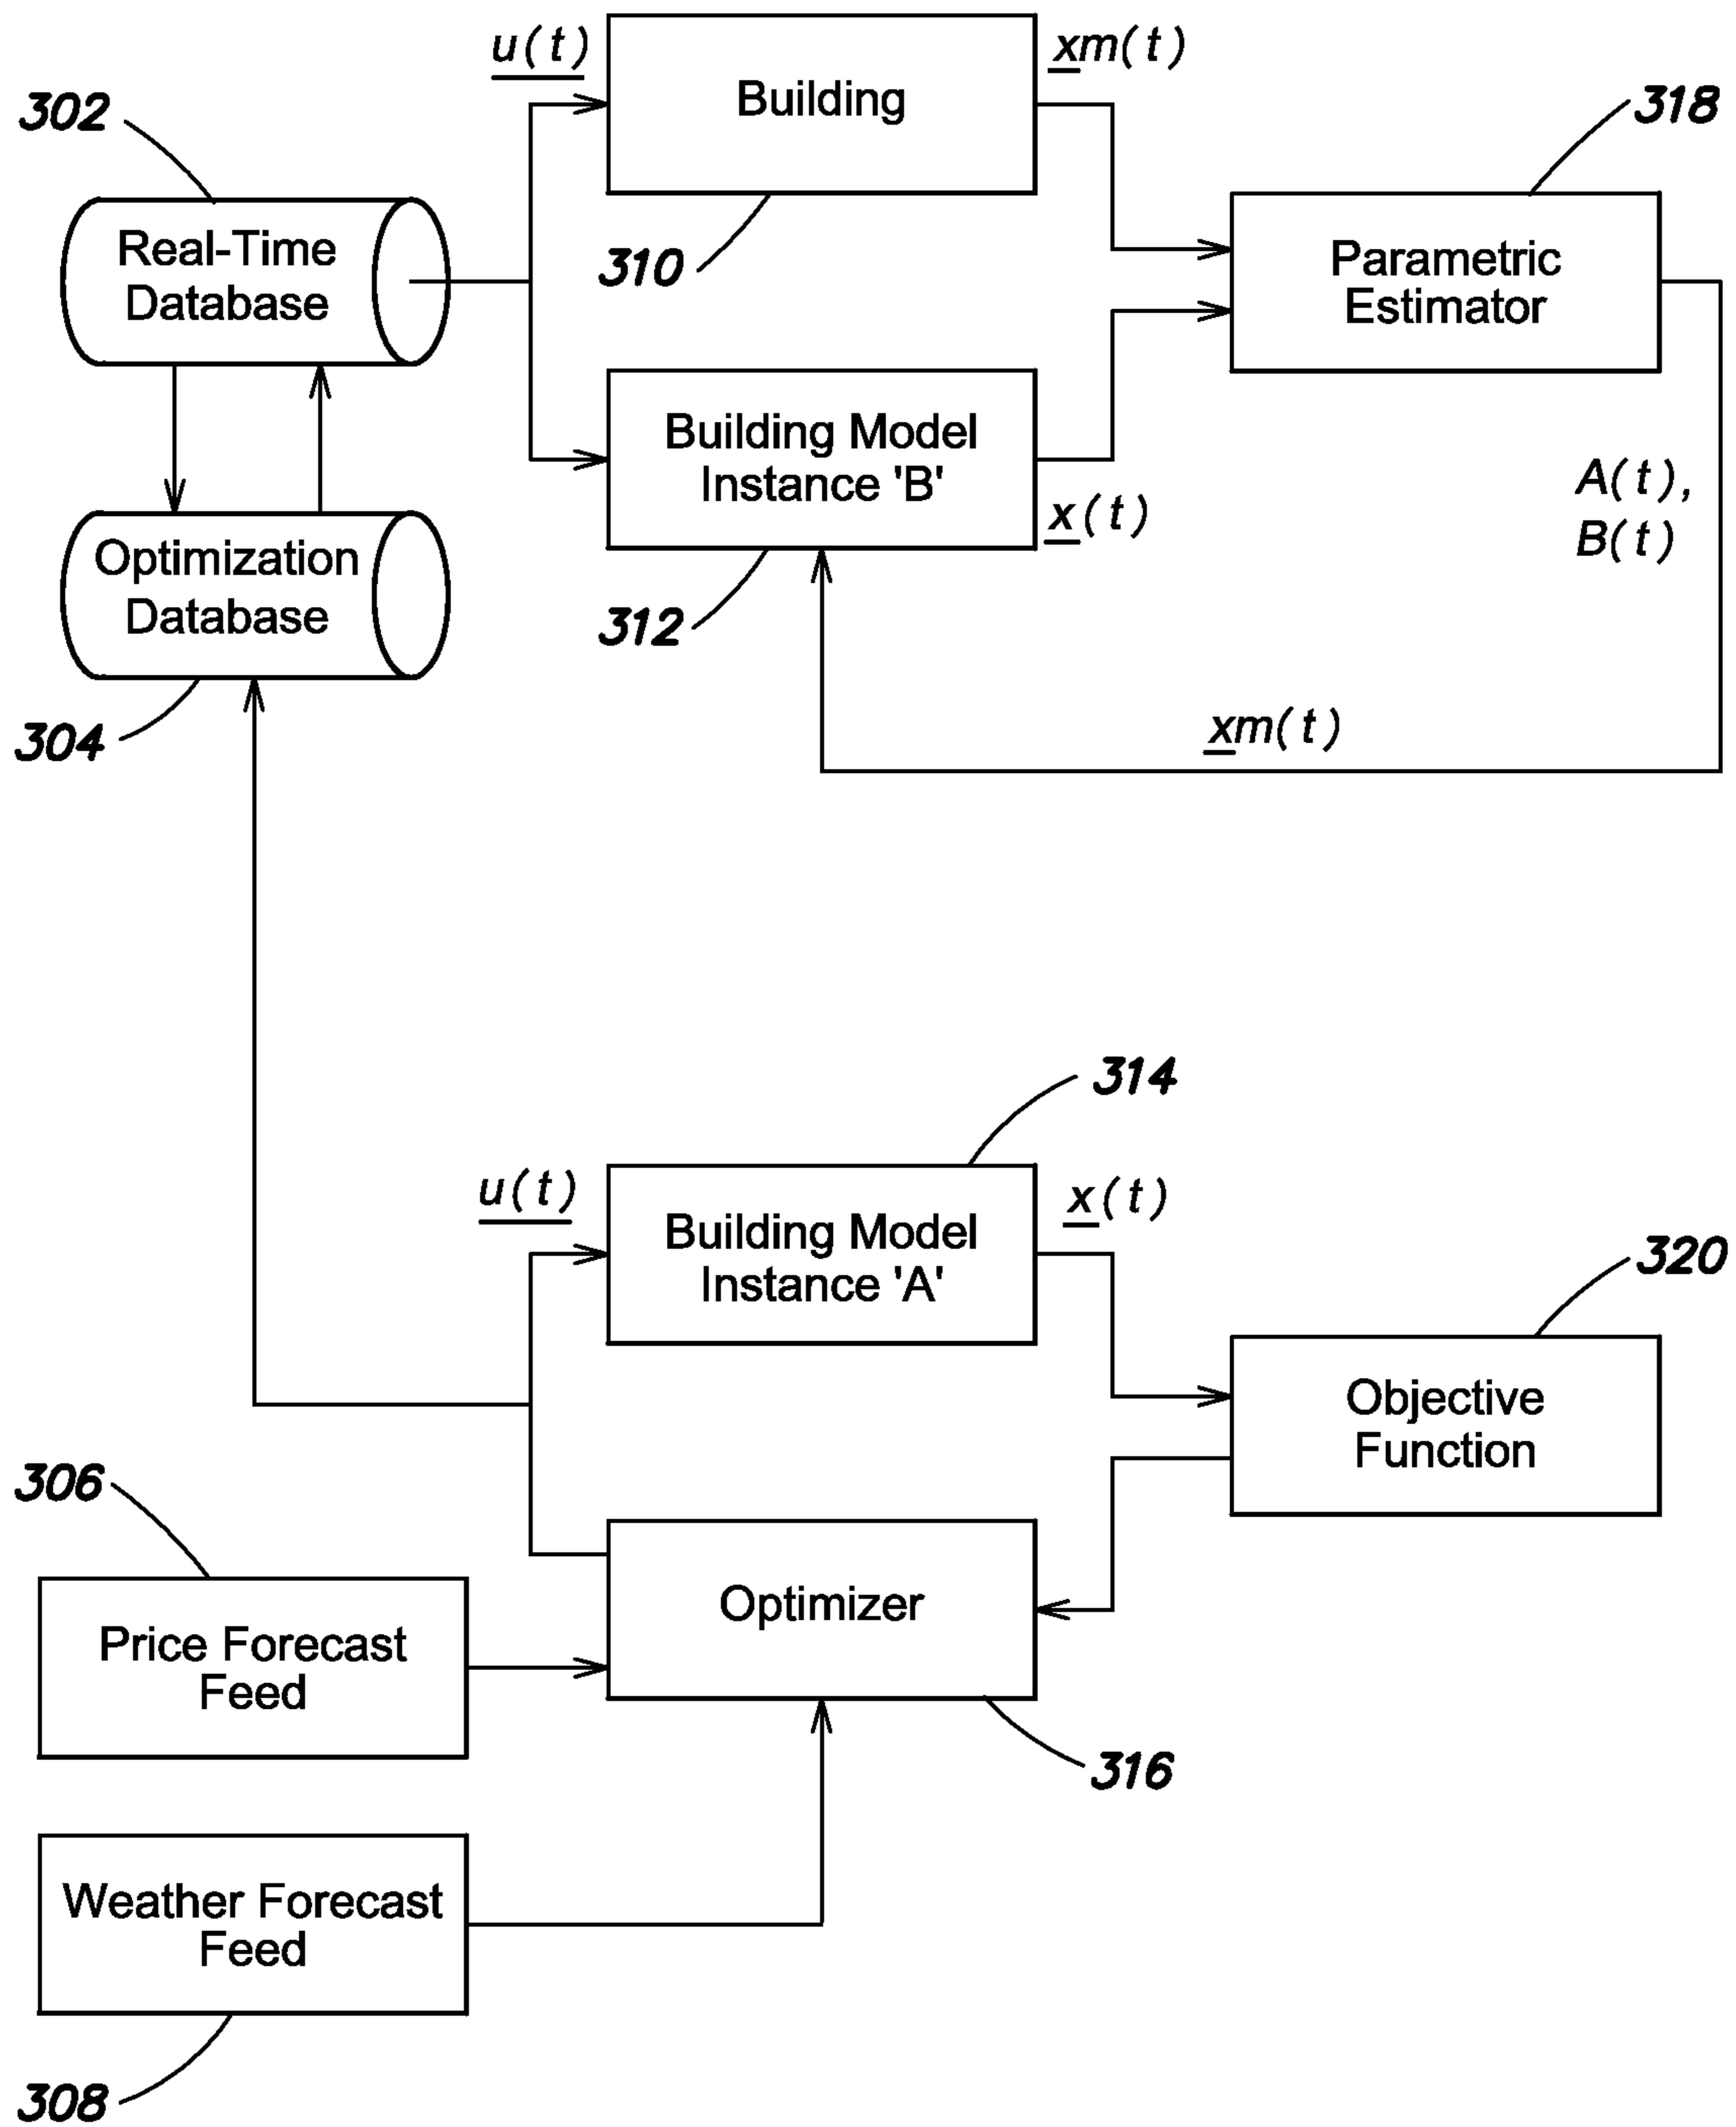 u(t)
Building
xm(t)
302
318
Real-Time
Database
310
Parametric
Estimator
Building Model
Instance 'B'
x(t)
A(t),
B(t)
Optimization
Database
312
304
xm(t)
314
u(t)
Building Model
Instance 'A'
x(t)
320
Objective
Function
306
Optimizer
Price Forecast
Feed
316
Weather Forecast
Feed
308